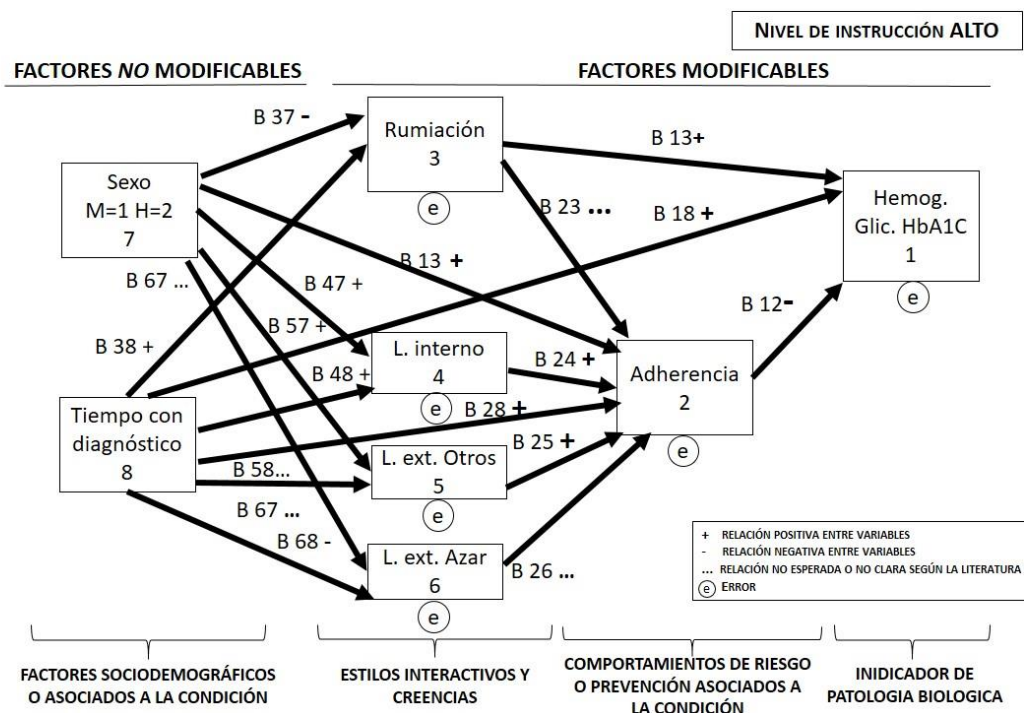 NIVEL DE INSTRUCCIÓN ALTO
FACTORES NO MODIFICABLES
FACTORES MODIFICABLES
B 37 -
Rumiación
3
e
B 13+
Sexo
M=1 H=2
7
Hemog.
Glic. HbA1C
1
e
B 23 ...
B 18 +
B 13 +
B 67 ...
B 47 +
B 12-
B 57 +
B 38 +
L. interno
4
e
B 48 +
B 24 +
Adherencia
2
e
Tiempo con
diagnóstico
8
B 28 +
B 25 +
L. ext. Otros
5
e
B 58...
B 67 ...
B 68 -
L. ext. Azar
6
e
B 26 ...
+ RELACIÓN POSITIVA ENTRE VARIABLES
- RELACIÓN NEGATIVA ENTRE VARIABLES
... RELACIÓN NO ESPERADA O NO CLARA SEGÚN LA LITERATURA
e ERROR
FACTORES SOCIODEMOGRÁFICOS
O ASOCIADOS A LA CONDICIÓN
ESTILOS INTERACTIVOS Y
CREENCIAS
COMPORTAMIENTOS DE RIESGO
O PREVENCIÓN ASOCIADOS A
LA CONDICIÓN
INIDICADOR DE
PATOLOGIA BIOLOGICA